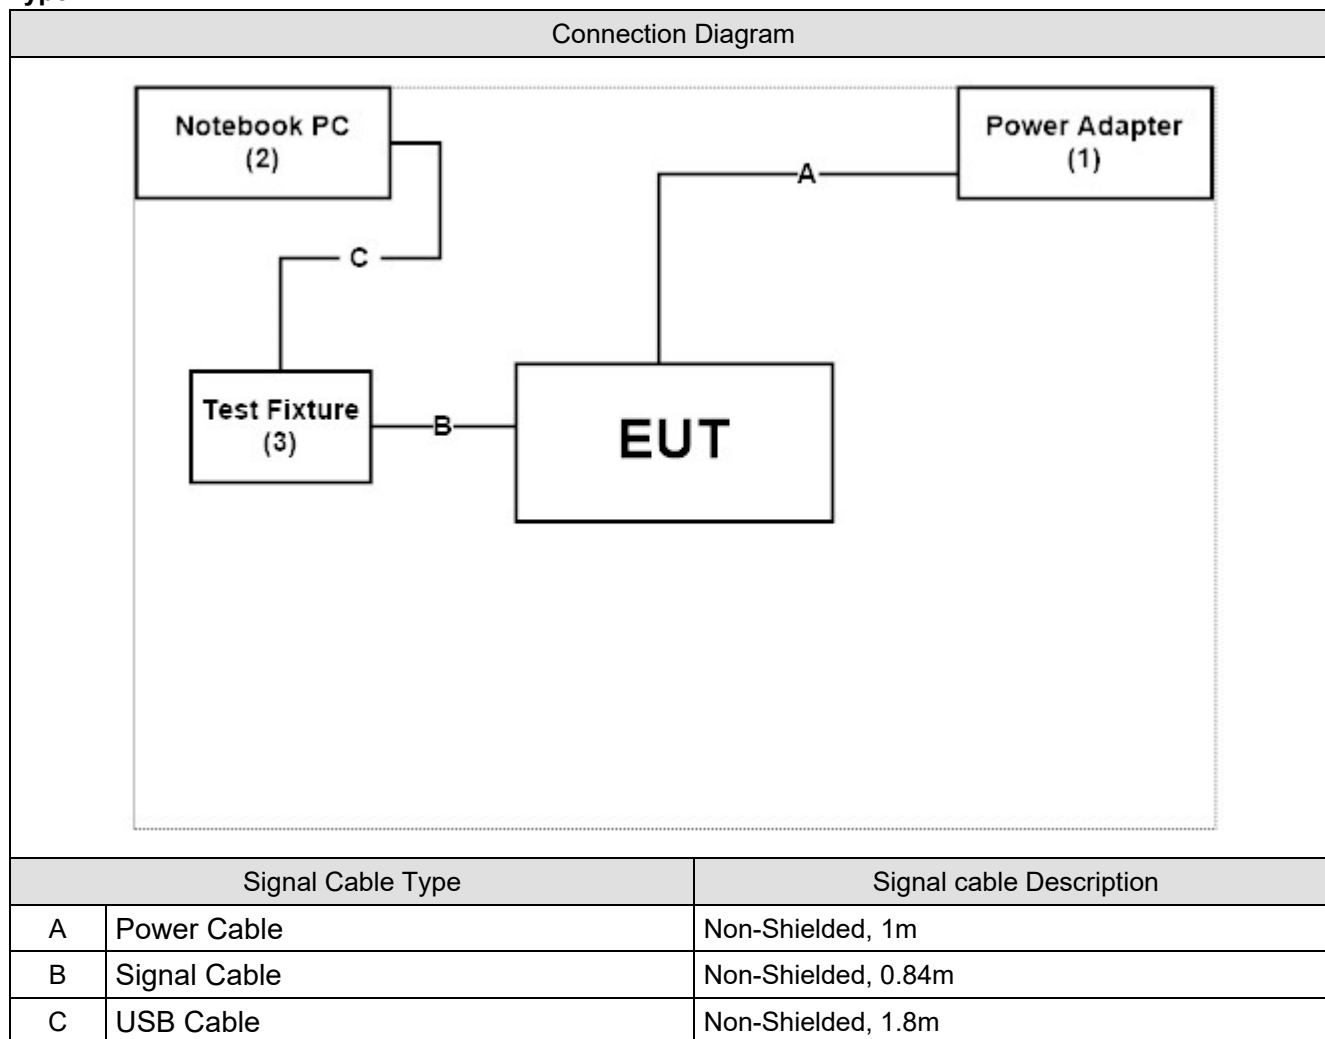 Connection Diagram
Notebook PC
(2)
Power Adapter
(1)
A
C
Test Fixture
(3)
B
EUT
Signal Cable Type Signal cable Description
A Power Cable Non-Shielded, 1m
B Signal Cable Non-Shielded, 0.84m
C USB Cable Non-Shielded, 1.8m